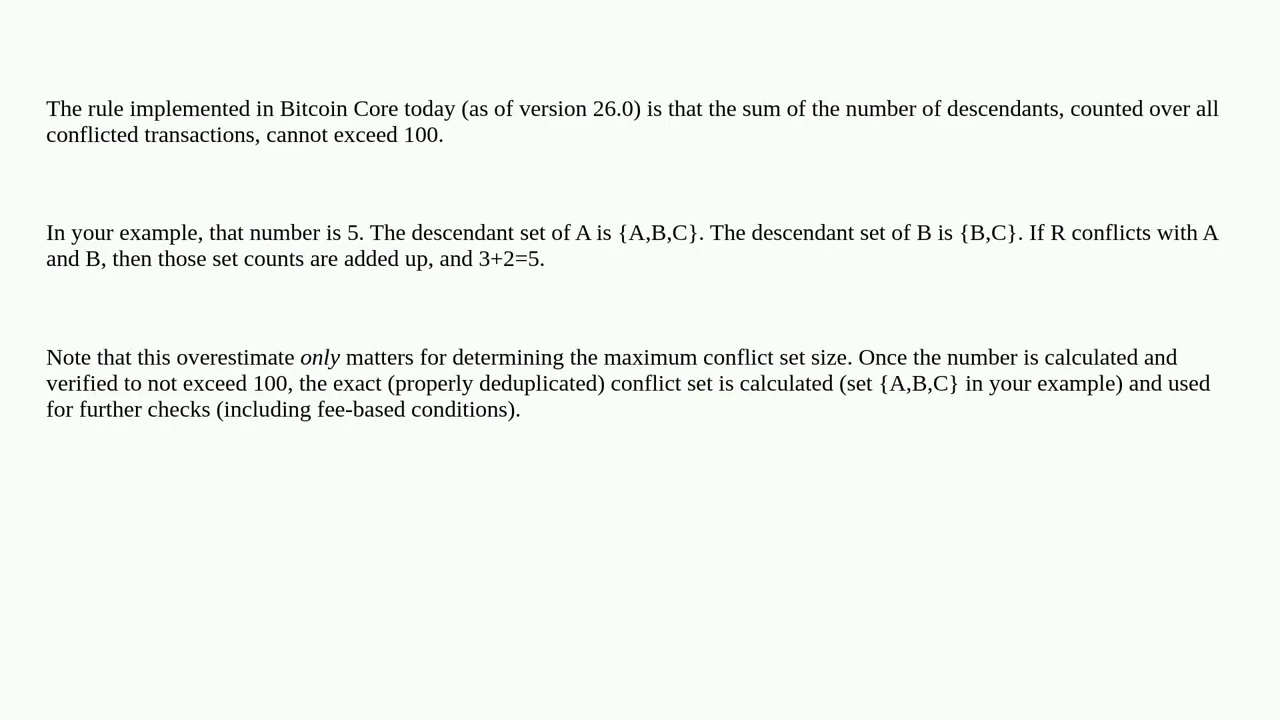 The rule implemented in Bitcoin Core today (as of version 26.0) is that the sum of the number of descendants, counted over all
conflicted transactions, cannot exceed 100.
In your example, that number is 5. The descendant set of A is {A,B,C}. The descendant set of B is {B,C}. If R conflicts with A
and B, then those set counts are added up, and 3+2=5.
Note that this overestimate only matters for determining the maximum conflict set size. Once the number is calculated and
verified to not exceed 100, the exact (properly deduplicated) conflict set is calculated (set {A,B,C} in your example) and used
for further checks (including fee-based conditions).